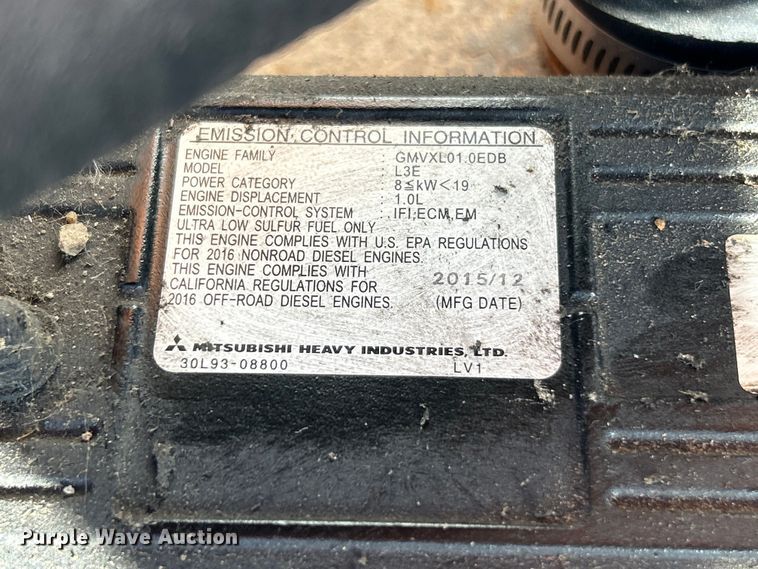 EMISSION CONTROL INFORMATION
ENGINE FAMILY : GMVXL01.0EDB
MODEL : L3E
POWER CATEGORY : 8≦kW<19
ENGINE DISPLACEMENT : 1.0L
EMISSION-CONTROL SYSTEM : IFI,ECM,EM
ULTRA LOW SULFUR FUEL ONLY
THIS ENGINE COMPLIES WITH U.S. EPA REGULATIONS
FOR 2016 NONROAD DIESEL ENGINES.
THIS ENGINE COMPLIES WITH 2015/12
CALIFORNIA REGULATIONS FOR
2016 OFF-ROAD DIESEL ENGINES. (MFG DATE)
MITSUBISHI HEAVY INDUSTRIES, LTD.
30L93-08800 LV1
Purple Wave Auction